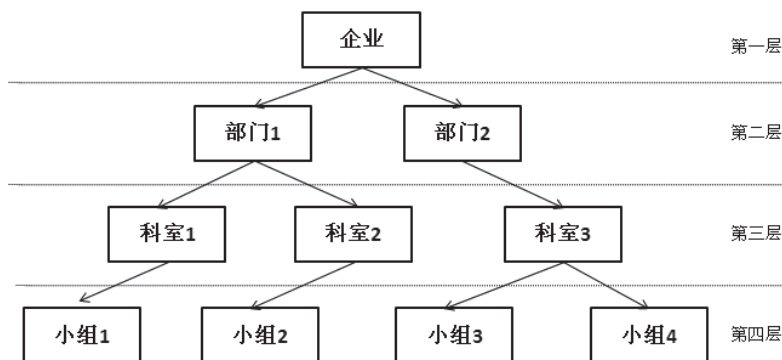 企业
第一层
部门1
部门2
第二层
科室1
科室2
科室3
第三层
小组1
小组2
小组3
小组4
第四层